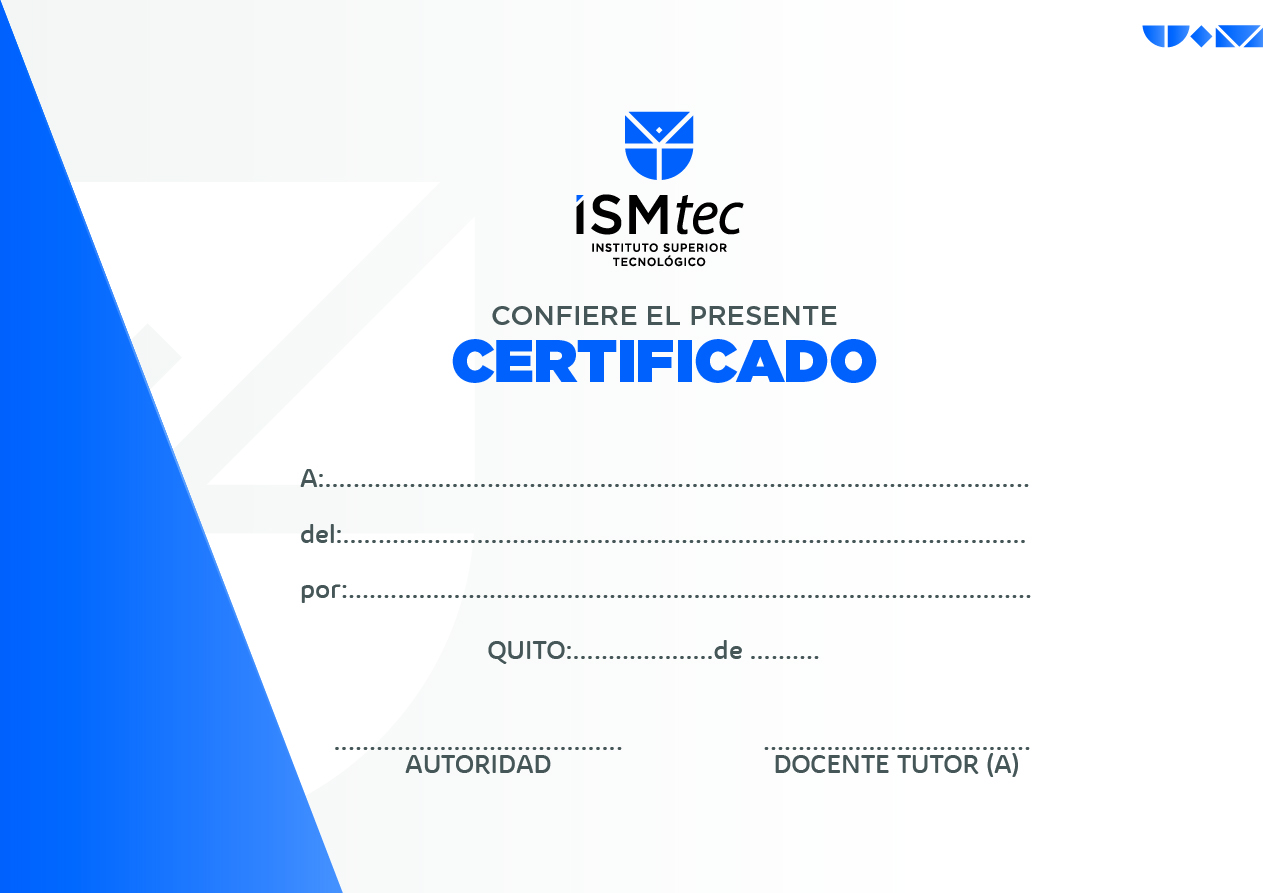 iSMtec
INSTITUTO SUPERIOR
TECNOLÓGICO
CONFIERE EL PRESENTE
CERTIFICADO
A:....................................................................................................
del:.................................................................................................
por:.................................................................................................
QUITO:....................de ..........
......................................... ......................................
AUTORIDAD DOCENTE TUTOR (A)